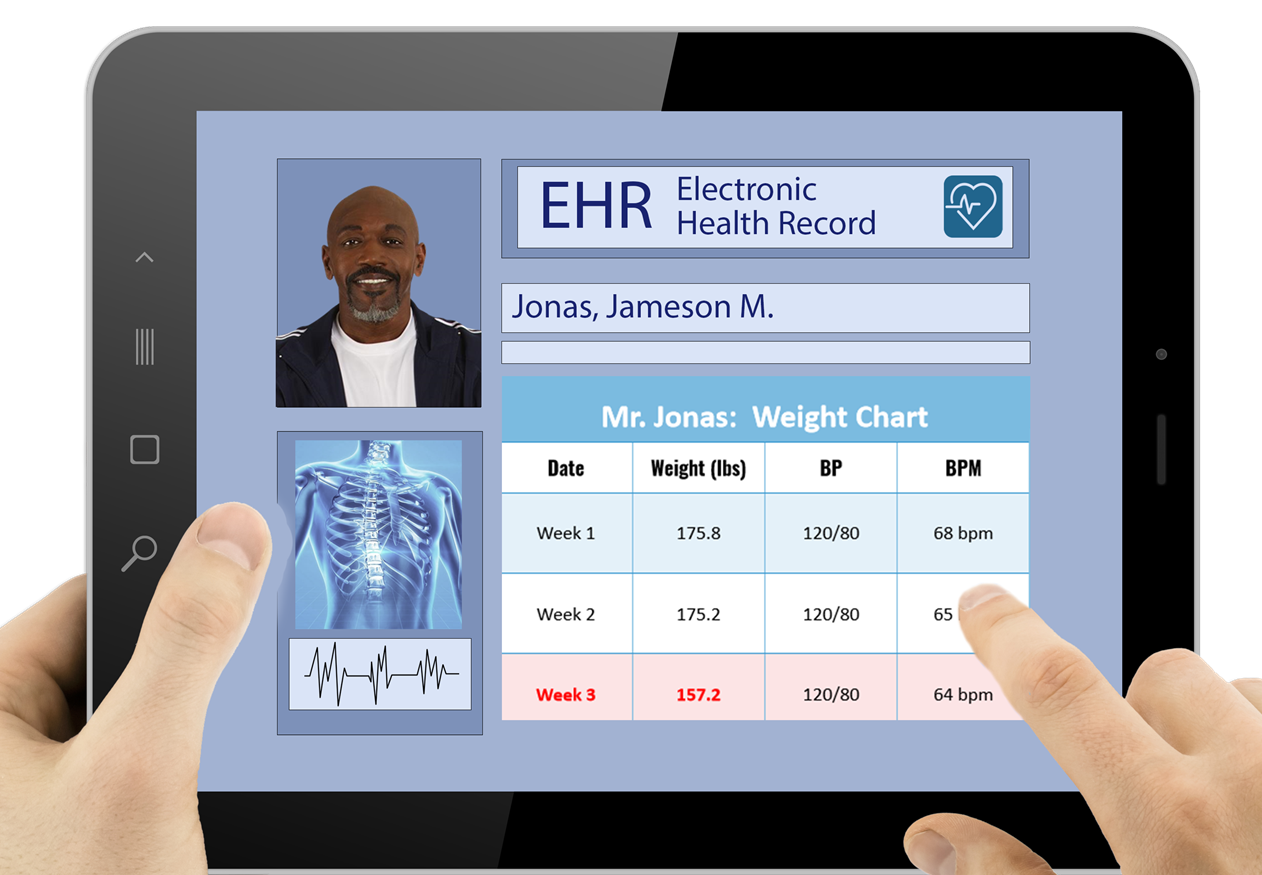 EHR Electronic
Health Record
Jonas, Jameson M.
Mr. Jonas: Weight Chart
Date Weight (lbs) BP BPM
Week 1 175.8 120/80 68 bpm
Week 2 175.2 120/80 65
Week 3 157.2 120/80 64 bpm